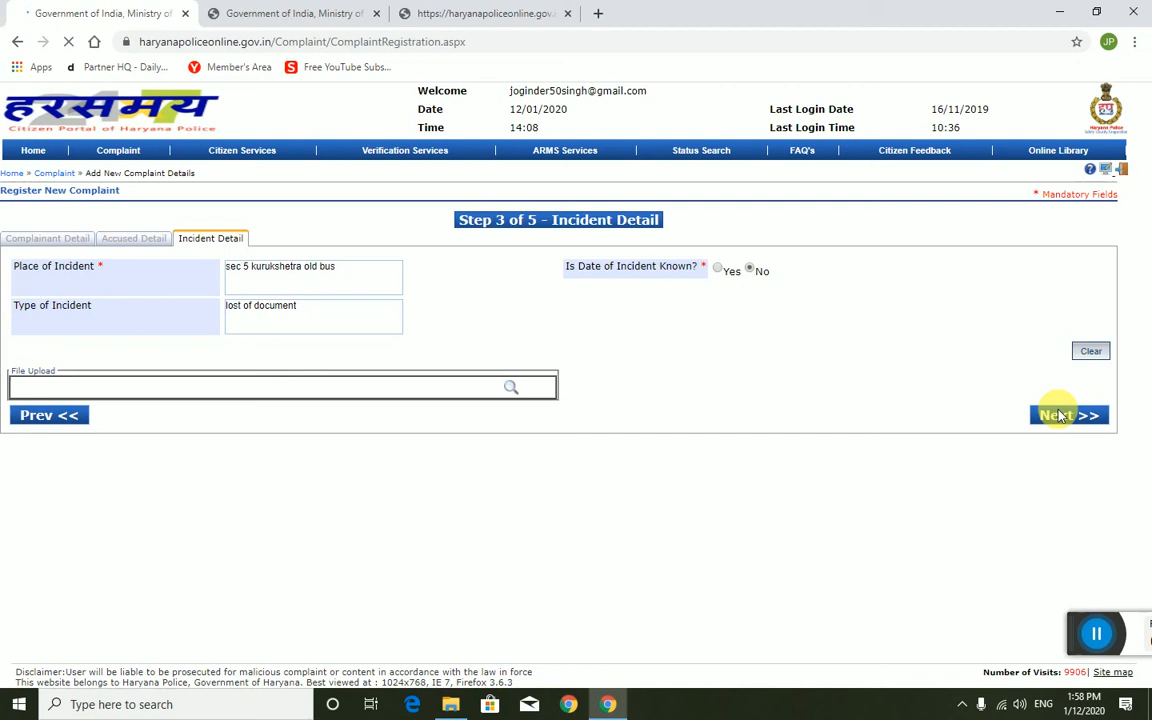 Government of India, Ministry of
Government of India, Ministry of
https://haryanapoliceonline.gov.
haryanapoliceonline.gov.in/Complaint/ComplaintRegistration.aspx
JP
Apps
Partner HQ - Daily...
Member's Area
Free YouTube Subs...
हरसमय
Citizen Portal of Haryana Police
Welcome joginder50singh@gmail.com
Date 12/01/2020 Last Login Date 16/11/2019
Time 14:08 Last Login Time 10:36
Home Complaint Citizen Services Verification Services ARMS Services Status Search FAQ's Citizen Feedback Online Library
Home » Complaint » Add New Complaint Details
Register New Complaint
* Mandatory Fields
Step 3 of 5 - Incident Detail
Complainant Detail Accused Detail Incident Detail
Place of Incident * sec 5 kurukshetra old bus Is Date of Incident Known? * Yes No
Type of Incident lost of document
Clear
File Upload
Prev << Next >>
Disclaimer:User will be liable to be prosecuted for malicious complaint or content in accordance with the law in force
This website belongs to Haryana Police, Government of Haryana. Best viewed at : 1024x768, IE 7, Firefox 3.6.3
Number of Visits: 9906| Site map
Type here to search
ENG
1:58 PM
1/12/2020